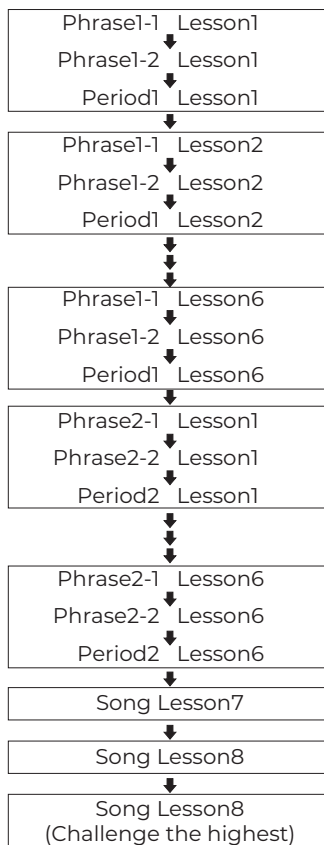 Phrase1-1 Lesson1
Phrase1-2 Lesson1
Period1 Lesson1
Phrase1-1 Lesson2
Phrase1-2 Lesson2
Period1 Lesson2
Phrase1-1 Lesson6
Phrase1-2 Lesson6
Period1 Lesson6
Phrase2-1 Lesson1
Phrase2-2 Lesson1
Period2 Lesson1
Phrase2-1 Lesson6
Phrase2-2 Lesson6
Period2 Lesson6
Song Lesson7
Song Lesson8
Song Lesson8
(Challenge the highest)